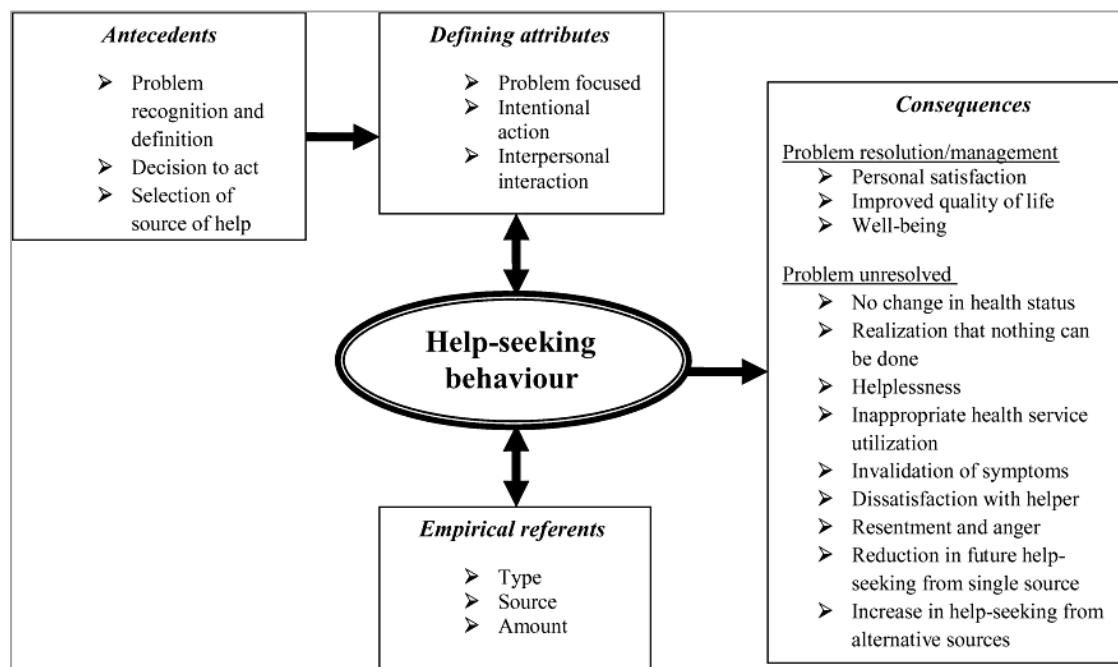 Antecedents
➢ Problem
recognition and
definition
➢ Decision to act
➢ Selection of
source of help
Defining attributes
➢ Problem focused
➢ Intentional
action
➢ Interpersonal
interaction
Help-seeking
behaviour
Empirical referents
➢ Type
➢ Source
➢ Amount
Consequences
Problem resolution/management
➢ Personal satisfaction
➢ Improved quality of life
➢ Well-being
Problem unresolved
➢ No change in health status
➢ Realization that nothing can
be done
➢ Helplessness
➢ Inappropriate health service
utilization
➢ Invalidation of symptoms
➢ Dissatisfaction with helper
➢ Resentment and anger
➢ Reduction in future help-
seeking from single source
➢ Increase in help-seeking from
alternative sources